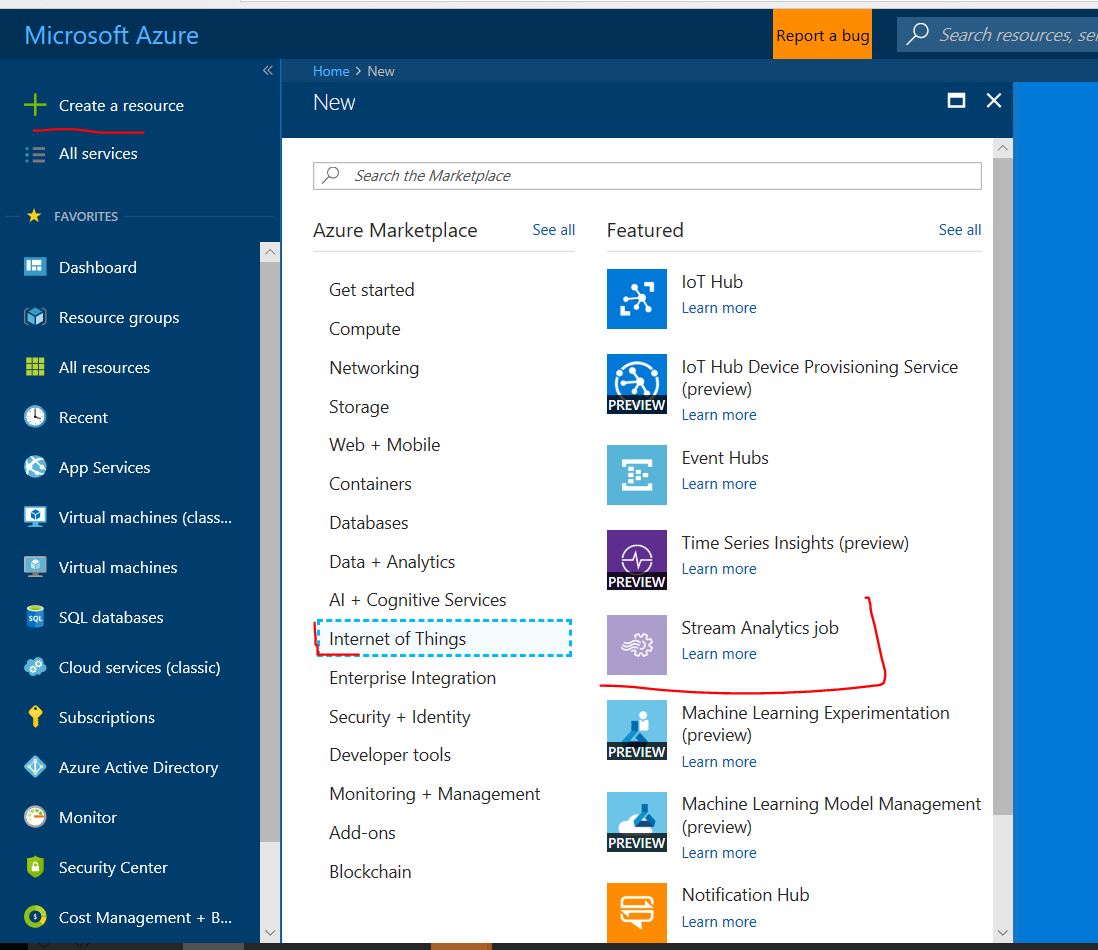 Microsoft Azure
Report a bug
Search resources, se
Create a resource
All services
FAVORITES
Dashboard
Resource groups
All resources
Recent
App Services
Virtual machines (class...
Virtual machines
SQL databases
Cloud services (classic)
Subscriptions
Azure Active Directory
Monitor
Security Center
Cost Management + B...
Home > New
New
Search the Marketplace
Azure Marketplace See all
Get started
Compute
Networking
Storage
Web + Mobile
Containers
Databases
Data + Analytics
AI + Cognitive Services
Internet of Things
Enterprise Integration
Security + Identity
Developer tools
Monitoring + Management
Add-ons
Blockchain
Featured See all
IoT Hub
Learn more
PREVIEW
IoT Hub Device Provisioning Service
(preview)
Learn more
Event Hubs
Learn more
PREVIEW
Time Series Insights (preview)
Learn more
Stream Analytics job
Learn more
PREVIEW
Machine Learning Experimentation
(preview)
Learn more
PREVIEW
Machine Learning Model Management
(preview)
Learn more
Notification Hub
Learn more